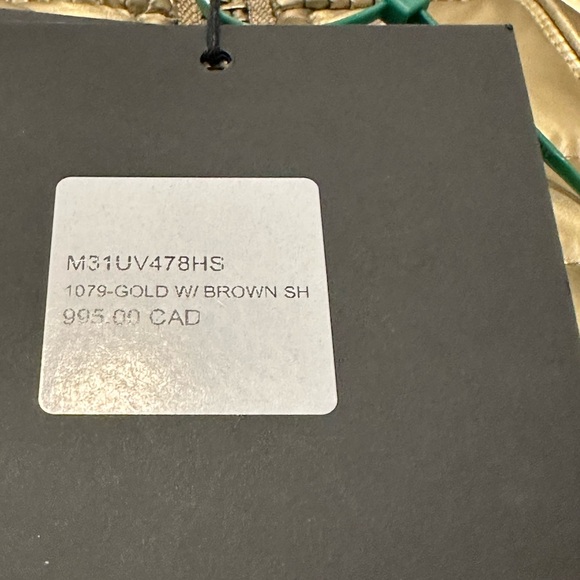 M31UV478HS
1079-GOLD W/ BROWN SH
995.00 CAD